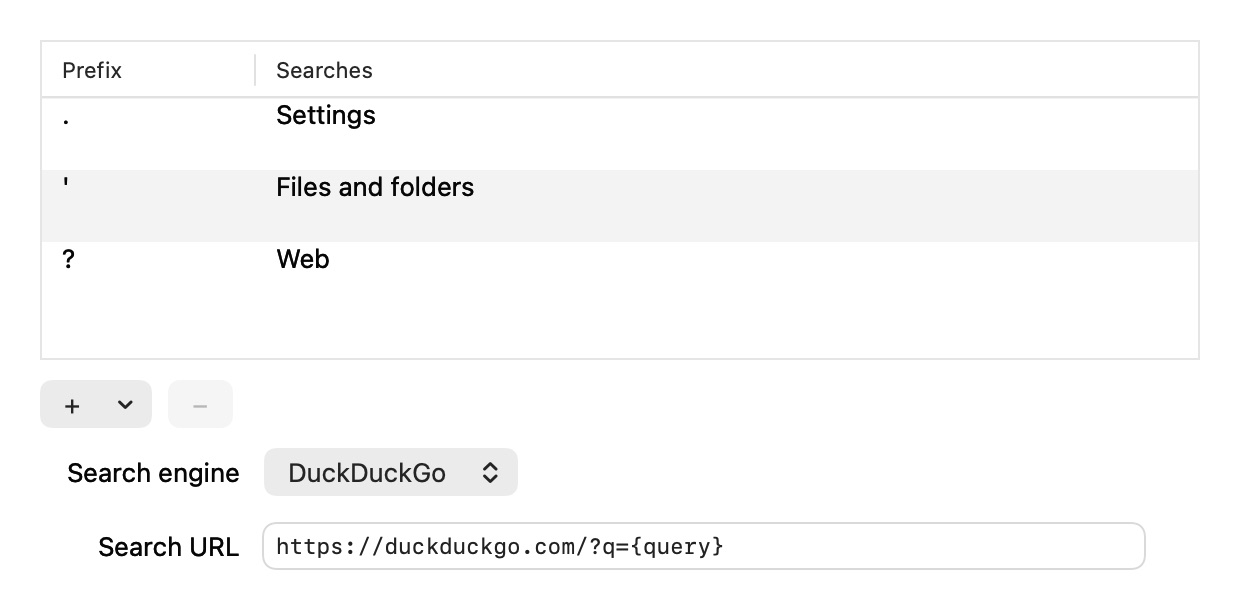 Prefix Searches
. Settings
' Files and folders
? Web
+ –
Search engine DuckDuckGo
Search URL https://duckduckgo.com/?q={query}